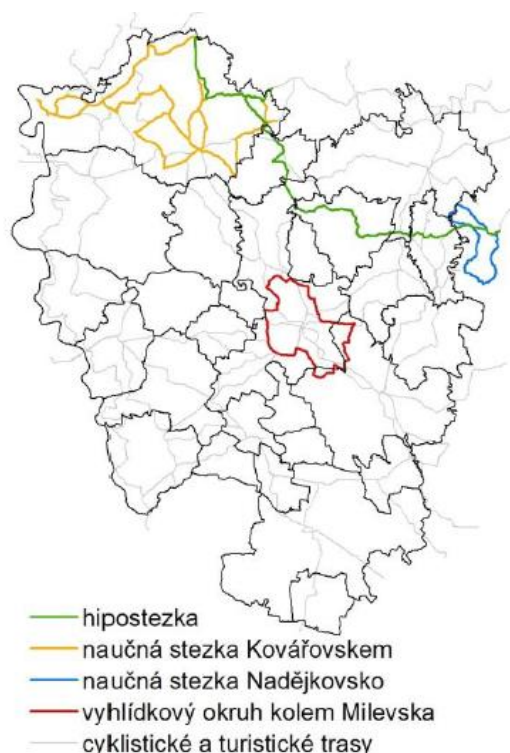 hipostezka
naučná stezka Kovářovskem
naučná stezka Nadějkovsko
vyhlídkový okruh kolem Milevska
cyklistické a turistické trasy